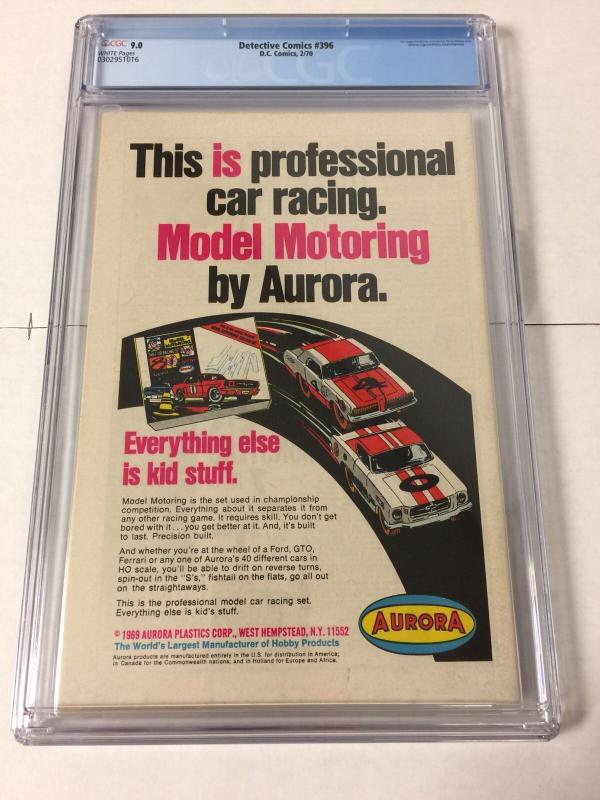 CGC 9.0
WHITE Pages
0302951016
Detective Comics #396
D.C. Comics, 2/70
CGC
This is professional
car racing.
Model Motoring
by Aurora.
Everything else
is kid stuff.
Model Motoring is the set used in championship
competition. Everything about it separates it from
any other racing game. It requires skill. You don't get
bored with it...you get better at it. And, it's built
to last. Precision built.
And whether you're at the wheel of a Ford, GTO,
Ferrari or any one of Aurora's 40 different cars in
HO scale, you'll be able to drift on reverse turns,
spin-out in the "S's," fishtail on the flats, go all out
on the straightaways.
This is the professional model car racing set.
Everything else is kid's stuff.
AURORA
© 1969 AURORA PLASTICS CORP., WEST HEMPSTEAD, N.Y. 11552
The World's Largest Manufacturer of Hobby Products
Aurora products are manufactured entirely in the U.S. for distribution in America;
in Canada for the Commonwealth nations; and in Holland for Europe and Africa.